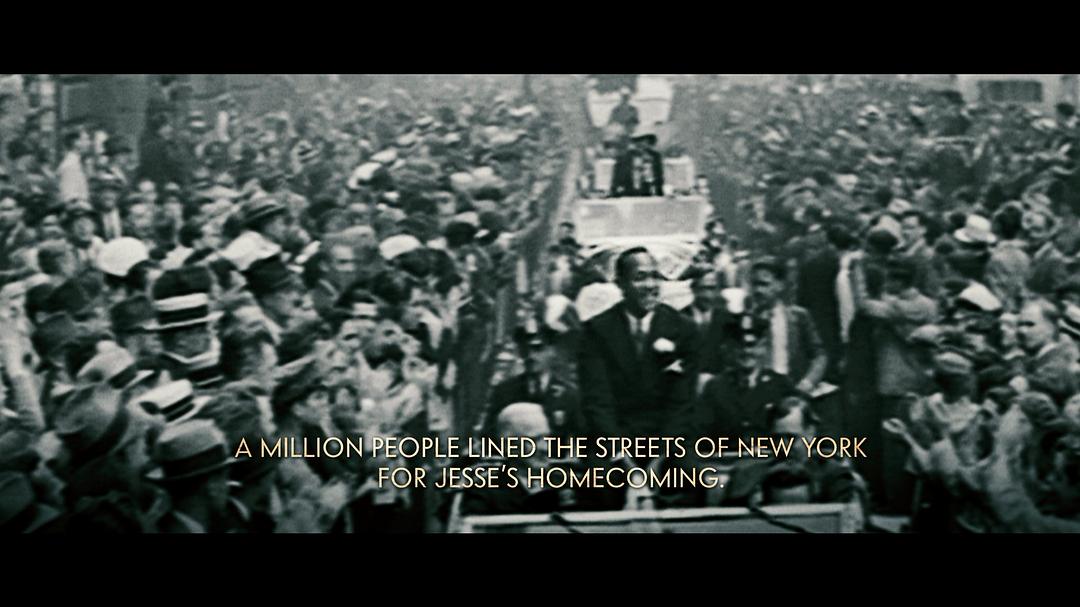 A MILLION PEOPLE LINED THE STREETS OF NEW YORK
FOR JESSE'S HOMECOMING.